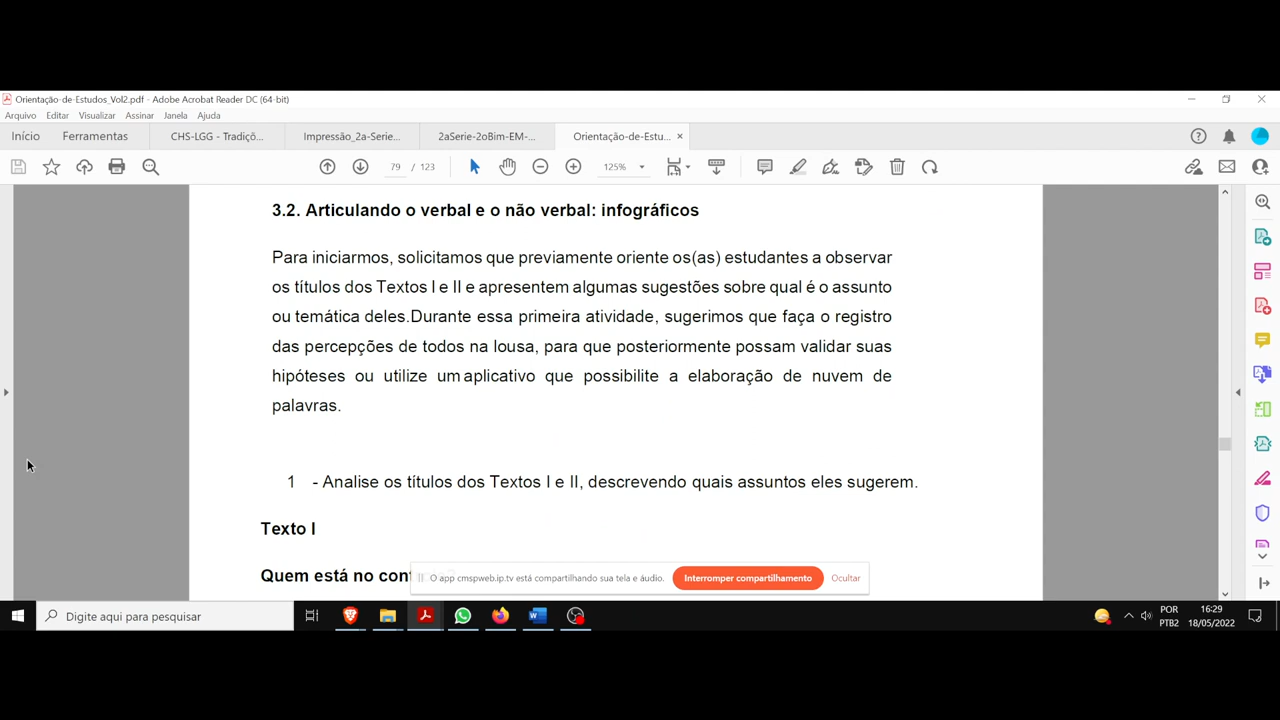 Orientação-de-Estudos_Vol2.pdf - Adobe Acrobat Reader DC (64-bit)
Arquivo Editar Visualizar Assinar Janela Ajuda
Início Ferramentas CHS-LGG - Tradiçõ... Impressão_2a-Serie... 2aSerie-2oBim-EM-... Orientação-de-Estu...
79 / 123 125%
3.2. Articulando o verbal e o não verbal: infográficos
Para iniciarmos, solicitamos que previamente oriente os(as) estudantes a observar
os títulos dos Textos I e II e apresentem algumas sugestões sobre qual é o assunto
ou temática deles.Durante essa primeira atividade, sugerimos que faça o registro
das percepções de todos na lousa, para que posteriormente possam validar suas
hipóteses ou utilize um aplicativo que possibilite a elaboração de nuvem de
palavras.
1 - Analise os títulos dos Textos I e II, descrevendo quais assuntos eles sugerem.
Texto I
Quem está no
O app cmspweb.ip.tv está compartilhando sua tela e áudio. Interromper compartilhamento Ocultar
Digite aqui para pesquisar
POR 16:29
PTB2 18/05/2022